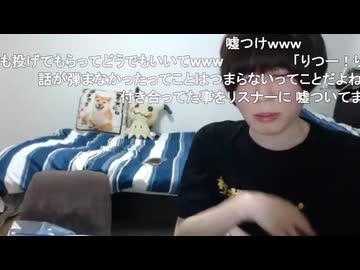 嘘つけwww
も投げてもらってどうでもいいてwww 「りつー！り
話が弾まなかったってことはつまらないってことだよね
付き合ってた事をリスナーに 嘘ついてま